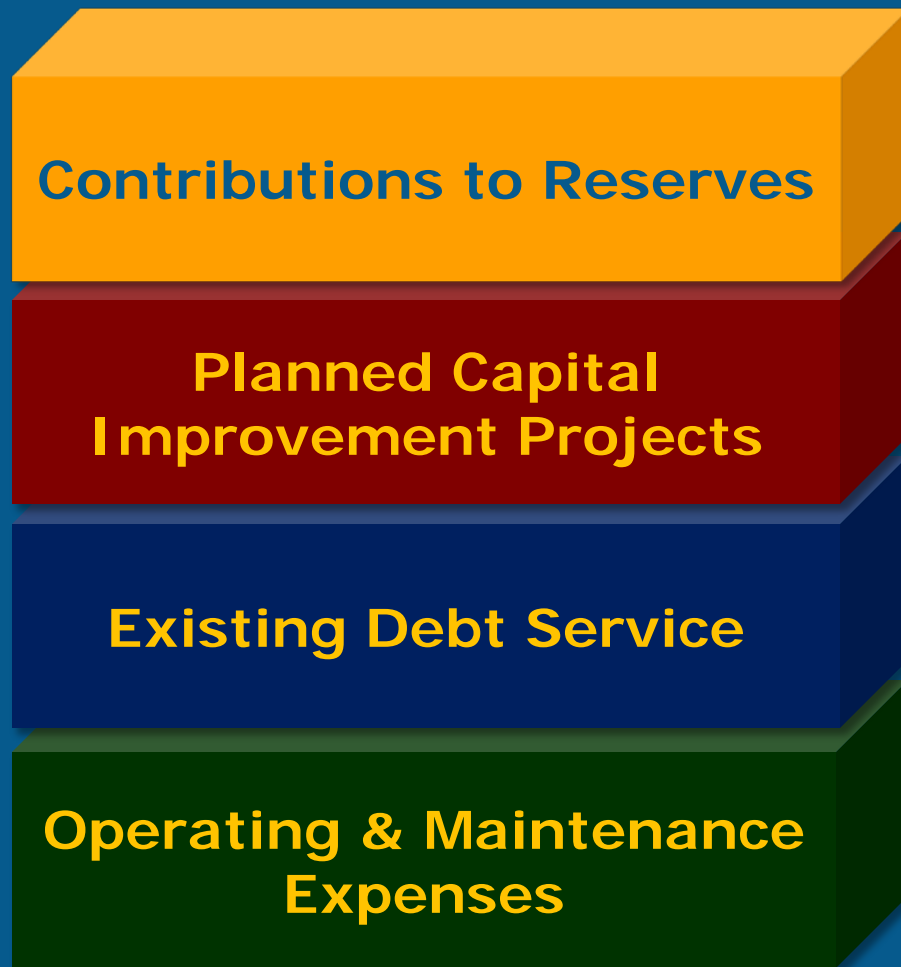 Contributions to Reserves
Planned Capital
Improvement Projects
Existing Debt Service
Operating & Maintenance
Expenses